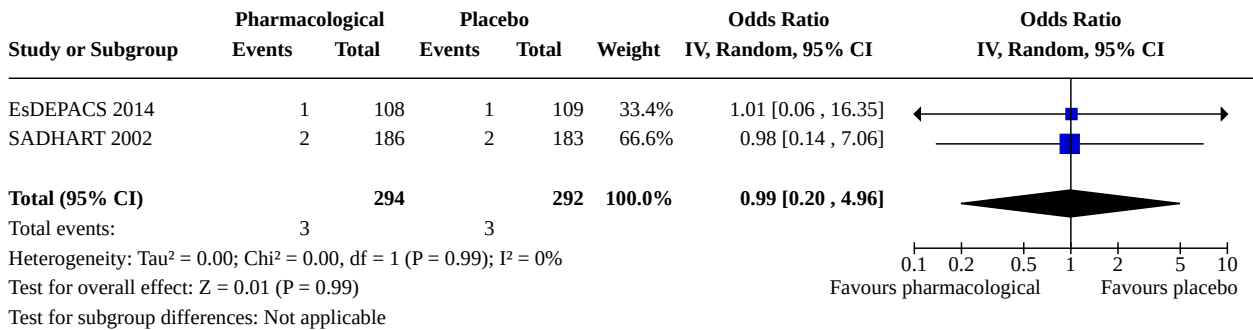 Pharmacological Placebo Odds Ratio Odds Ratio
Study or Subgroup Events Total Events Total Weight IV, Random, 95% CI IV, Random, 95% CI
EsDEPACS 2014 1 108 1 109 33.4% 1.01 [0.06 , 16.35]
SADHART 2002 2 186 2 183 66.6% 0.98 [0.14 , 7.06]
Total (95% CI) 294 292 100.0% 0.99 [0.20 , 4.96]
Total events: 3 3
Heterogeneity: Tau² = 0.00; Chi² = 0.00, df = 1 (P = 0.99); I² = 0%
0.1 0.2 0.5 1 2 5 10
Test for overall effect: Z = 0.01 (P = 0.99) Favours pharmacological Favours placebo
Test for subgroup differences: Not applicable